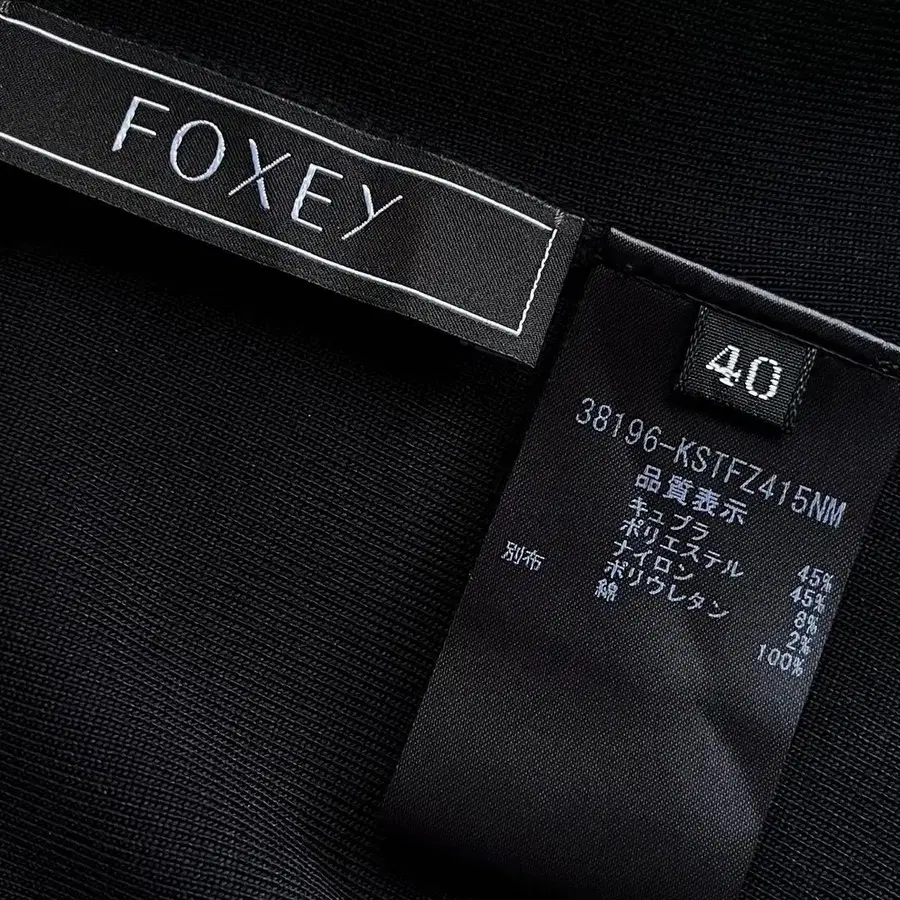 FOXEY
40
38196-KSTFZ415NM
品質表示
キュプラ 45%
ポリエステル 45%
ナイロン 8%
ポリウレタン 2%
別布 綿 100%